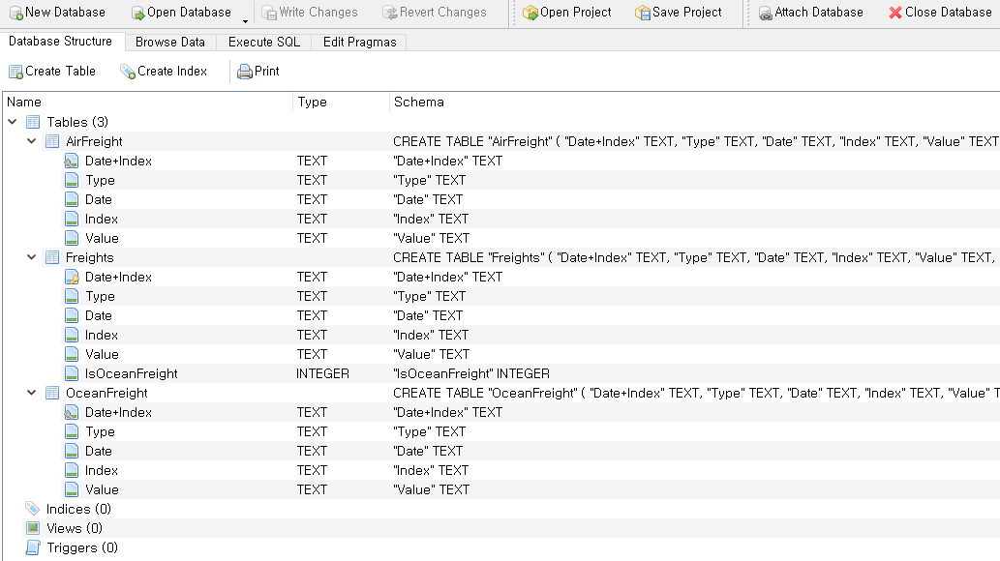 New Database Open Database Write Changes Revert Changes Open Project Save Project Attach Database Close Database
Database Structure Browse Data Execute SQL Edit Pragmas
Create Table Create Index Print
Name Type Schema
Tables (3)
AirFreight CREATE TABLE "AirFreight" ( "Date+Index" TEXT, "Type" TEXT, "Date" TEXT, "Index" TEXT, "Value" TEXT
Date+Index TEXT "Date+Index" TEXT
Type TEXT "Type" TEXT
Date TEXT "Date" TEXT
Index TEXT "Index" TEXT
Value TEXT "Value" TEXT
Freights CREATE TABLE "Freights" ( "Date+Index" TEXT, "Type" TEXT, "Date" TEXT, "Index" TEXT, "Value" TEXT,
Date+Index TEXT "Date+Index" TEXT
Type TEXT "Type" TEXT
Date TEXT "Date" TEXT
Index TEXT "Index" TEXT
Value TEXT "Value" TEXT
IsOceanFreight INTEGER "IsOceanFreight" INTEGER
OceanFreight CREATE TABLE "OceanFreight" ( "Date+Index" TEXT, "Type" TEXT, "Date" TEXT, "Index" TEXT, "Value" T
Date+Index TEXT "Date+Index" TEXT
Type TEXT "Type" TEXT
Date TEXT "Date" TEXT
Index TEXT "Index" TEXT
Value TEXT "Value" TEXT
Indices (0)
Views (0)
Triggers (0)